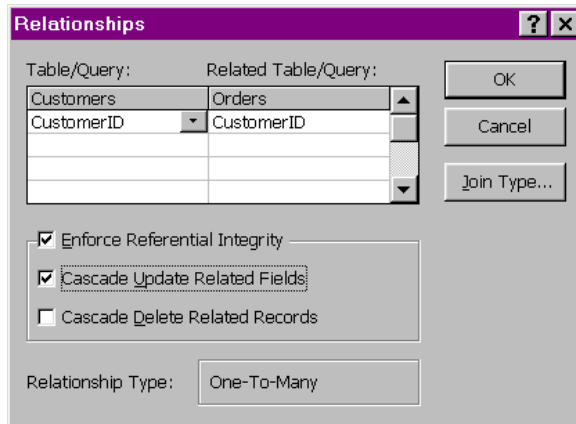 Relationships
Table/Query: Related Table/Query:
Customers Orders
CustomerID CustomerID
OK
Cancel
Join Type...
Enforce Referential Integrity
Cascade Update Related Fields
Cascade Delete Related Records
Relationship Type: One-To-Many